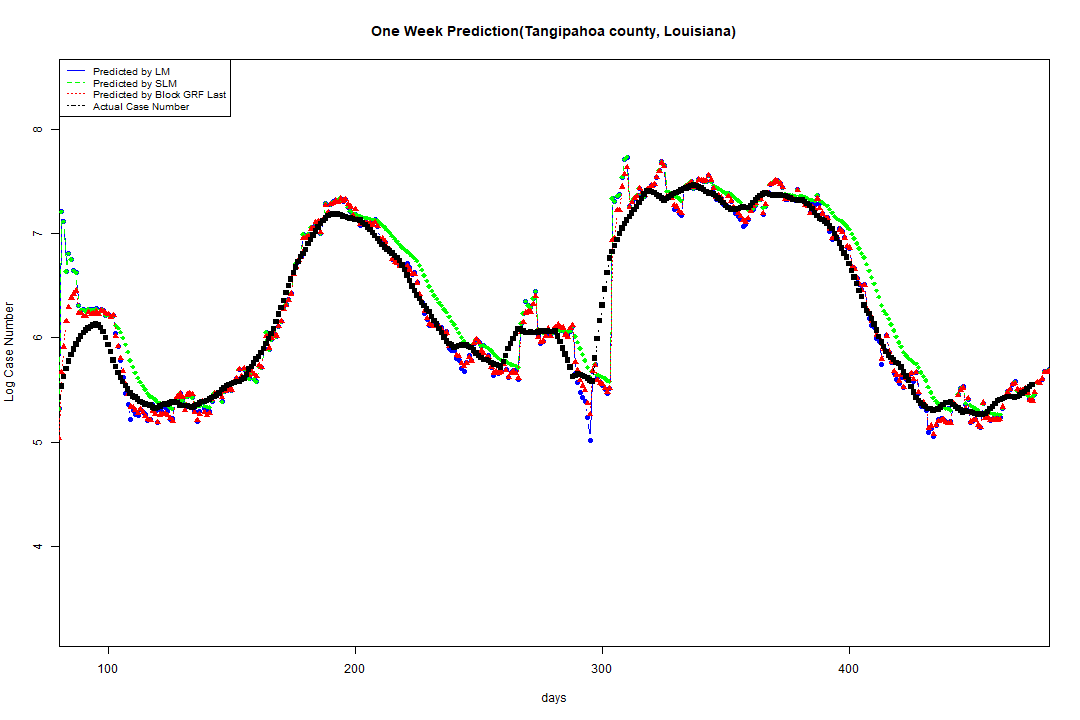 One Week Prediction(Tangipahoa county, Louisiana)
Predicted by LM
Predicted by SLM
Predicted by Block GRF Last
Actual Case Number
8
7
6
5
4
Log Case Number
100 200 300 400
days